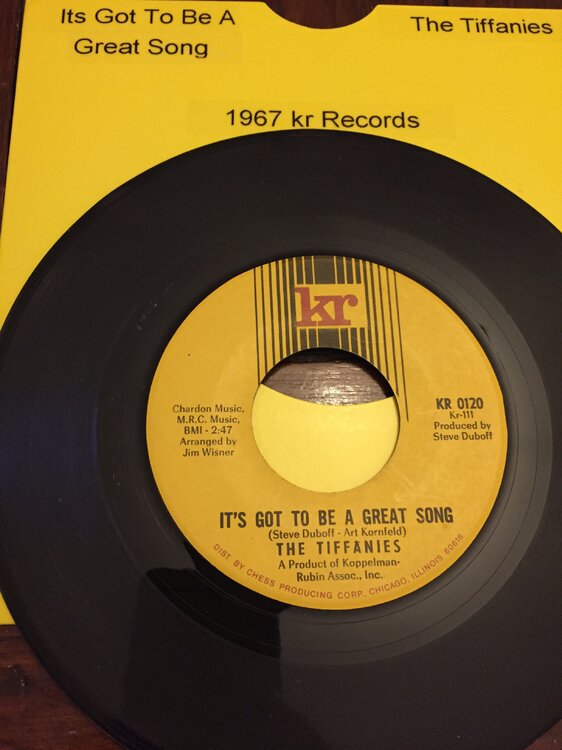 Its Got To Be A
Great Song
The Tiffanies
1967 kr Records
kr
Chardon Music,
M.R.C. Music,
BMI - 2:47
Arranged by
Jim Wisner
KR 0120
Kr-111
Produced by
Steve Duboff
IT'S GOT TO BE A GREAT SONG
(Steve Duboff - Art Kornfeld)
THE TIFFANIES
A Product of Koppelman-
Rubin Assoc., Inc.
DIST. BY CHESS PRODUCING CORP., CHICAGO, ILLINOIS 60616